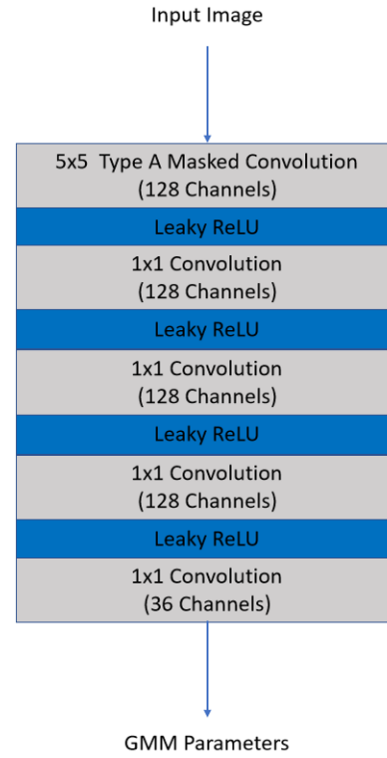 Input Image
5x5 Type A Masked Convolution
(128 Channels)
Leaky ReLU
1x1 Convolution
(128 Channels)
Leaky ReLU
1x1 Convolution
(128 Channels)
Leaky ReLU
1x1 Convolution
(128 Channels)
Leaky ReLU
1x1 Convolution
(36 Channels)
GMM Parameters